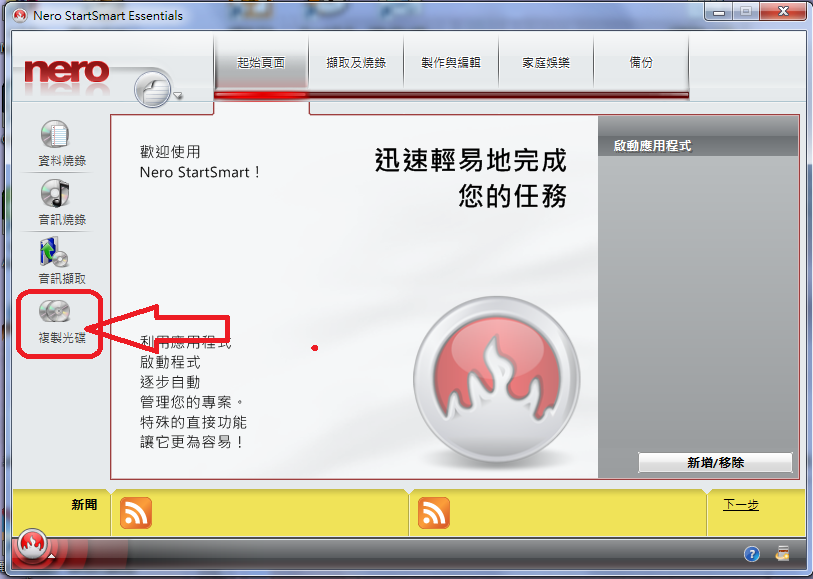 Nero StartSmart Essentials
nero
起始頁面
擷取及燒錄
製作與編輯
家庭娛樂
備份
資料燒錄
音訊燒錄
音訊擷取
複製光碟
歡迎使用
Nero StartSmart！
迅速輕易地完成
您的任務
利用應用程式
啟動程式
逐步自動
管理您的專案。
特殊的直接功能
讓它更為容易！
啟動應用程式
新增/移除
新聞
下一步